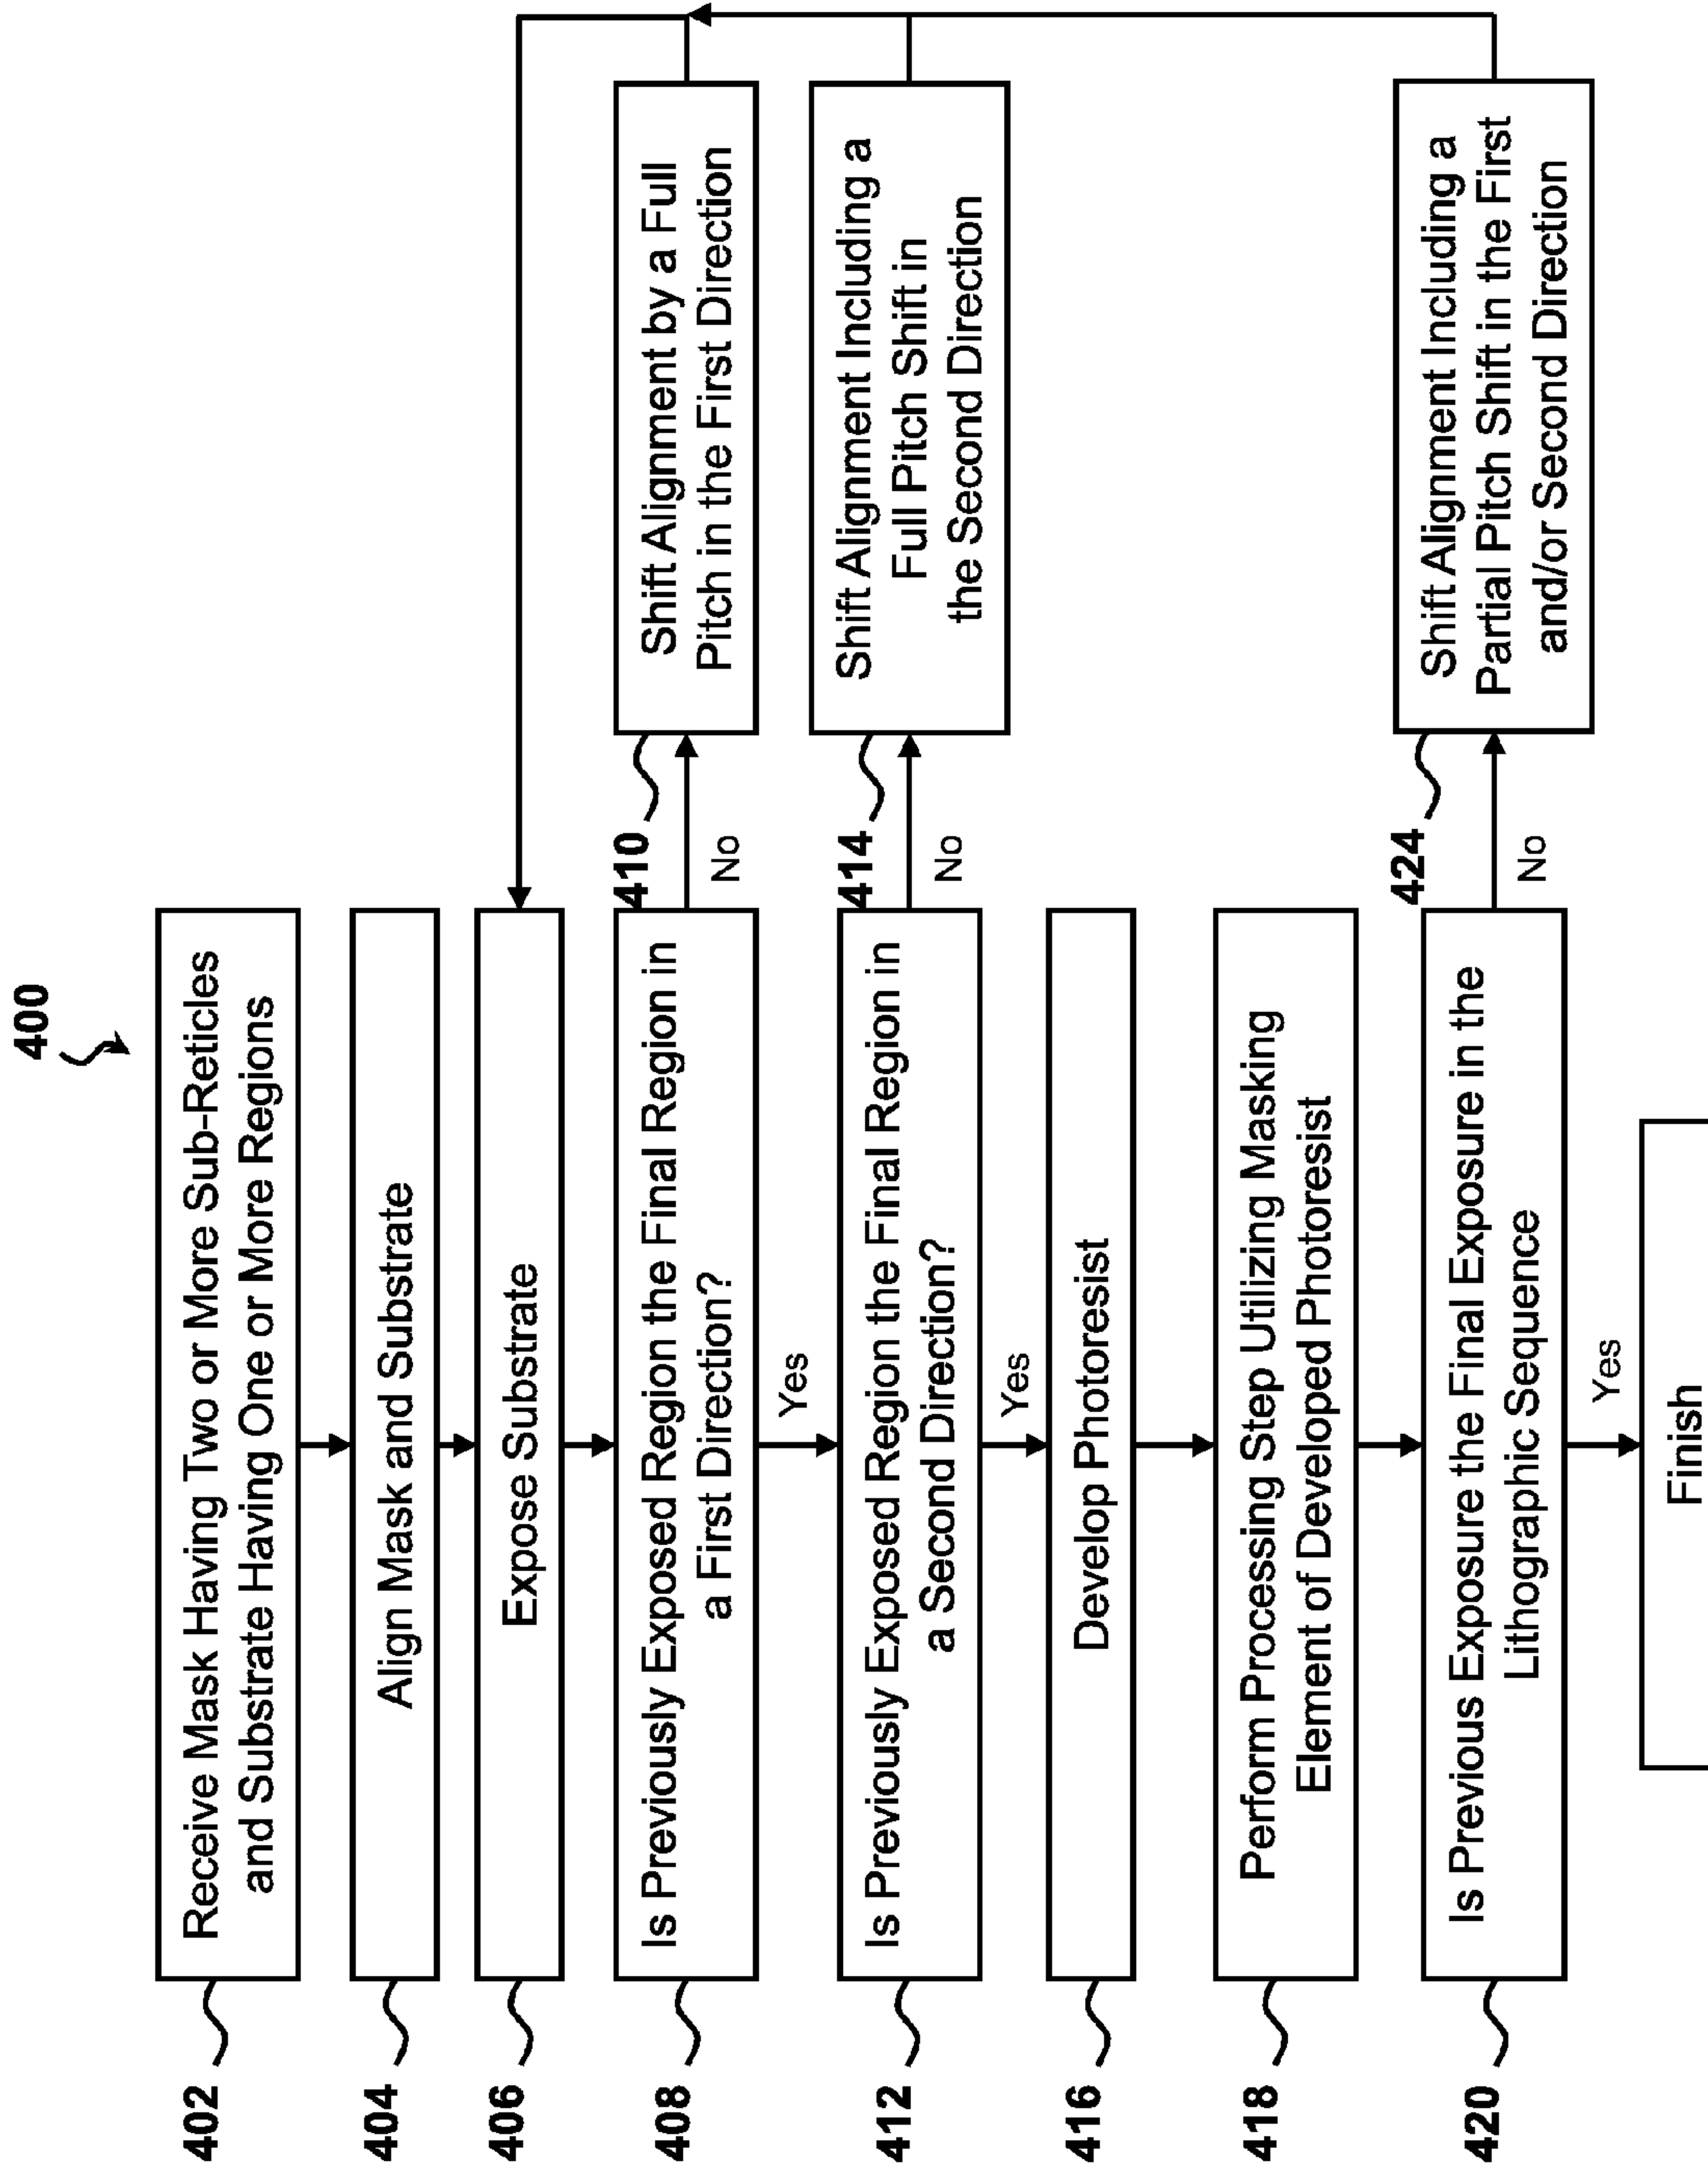 400
402
Receive Mask Having Two or More Sub-Reticles
and Substrate Having One or More Regions
404
Align Mask and Substrate
406
Expose Substrate
408
Is Previously Exposed Region the Final Region in
a First Direction?
No
410
Shift Alignment by a Full
Pitch in the First Direction
Yes
412
Is Previously Exposed Region the Final Region in
a Second Direction?
No
414
Shift Alignment Including a
Full Pitch Shift in
the Second Direction
Yes
416
Develop Photoresist
418
Perform Processing Step Utilizing Masking
Element of Developed Photoresist
420
Is Previous Exposure the Final Exposure in the
Lithographic Sequence
No
424
Shift Alignment Including a
Partial Pitch Shift in the First
and/or Second Direction
Yes
Finish